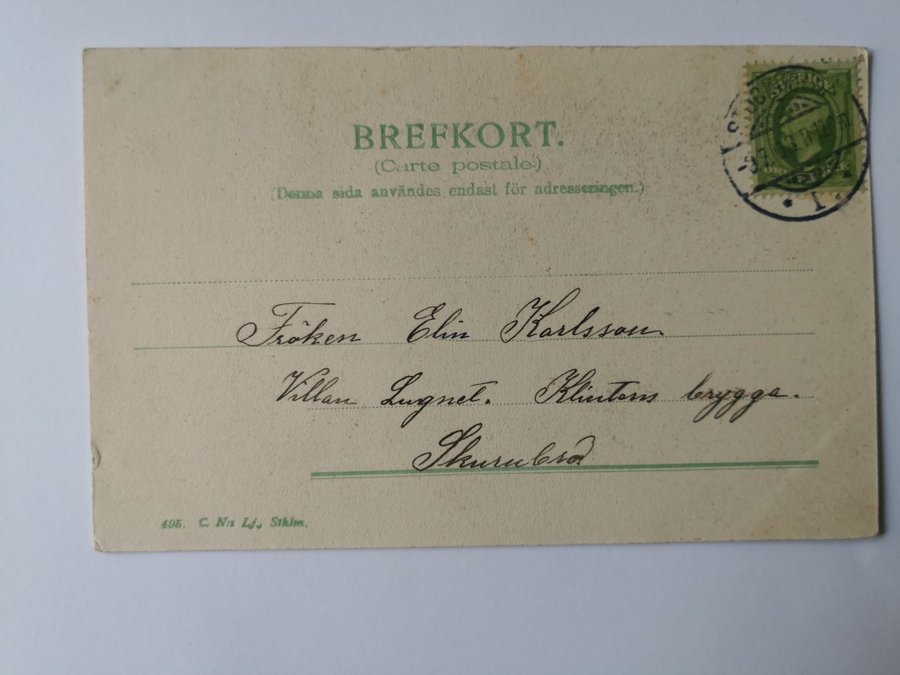 BREFKORT.
(Carte postale.)
(Denna sida användes endast för adresseringen.)
SVERIGE
Fröken Elin Karlsson.
Villan Lugnet. Klintens brygga.
Skurubro
495. C. N:s Lj., Sthlm.